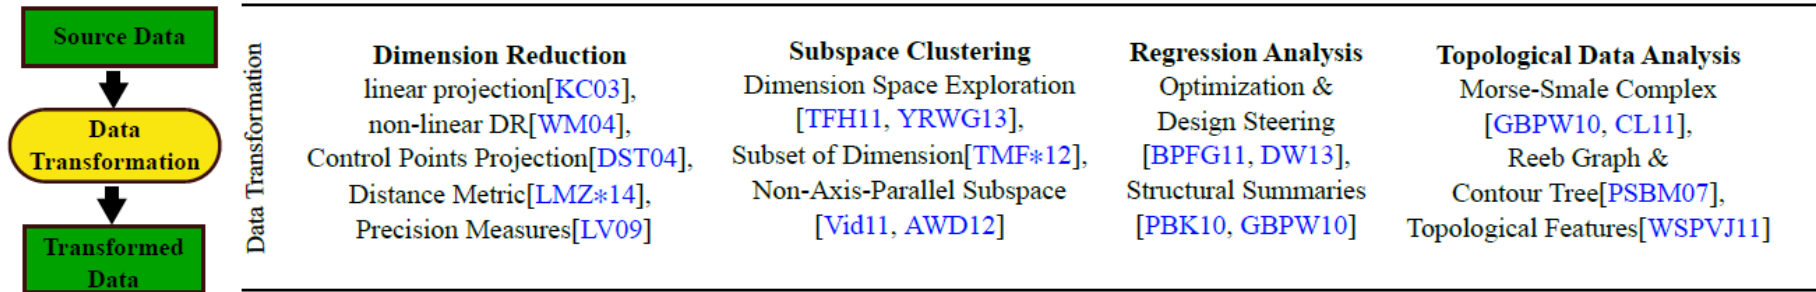 Source Data
Data
Transformation
Transformed
Data
Data Transformation
Dimension Reduction
linear projection[KC03],
non-linear DR[WM04],
Control Points Projection[DST04],
Distance Metric[LMZ*14],
Precision Measures[LV09]
Subspace Clustering
Dimension Space Exploration
[TFH11, YRWG13],
Subset of Dimension[TMF*12],
Non-Axis-Parallel Subspace
[Vid11, AWD12]
Regression Analysis
Optimization &
Design Steering
[BPFG11, DW13],
Structural Summaries
[PBK10, GBPW10]
Topological Data Analysis
Morse-Smale Complex
[GBPW10, CL11],
Reeb Graph &
Contour Tree[PSBM07],
Topological Features[WSPVJ11]